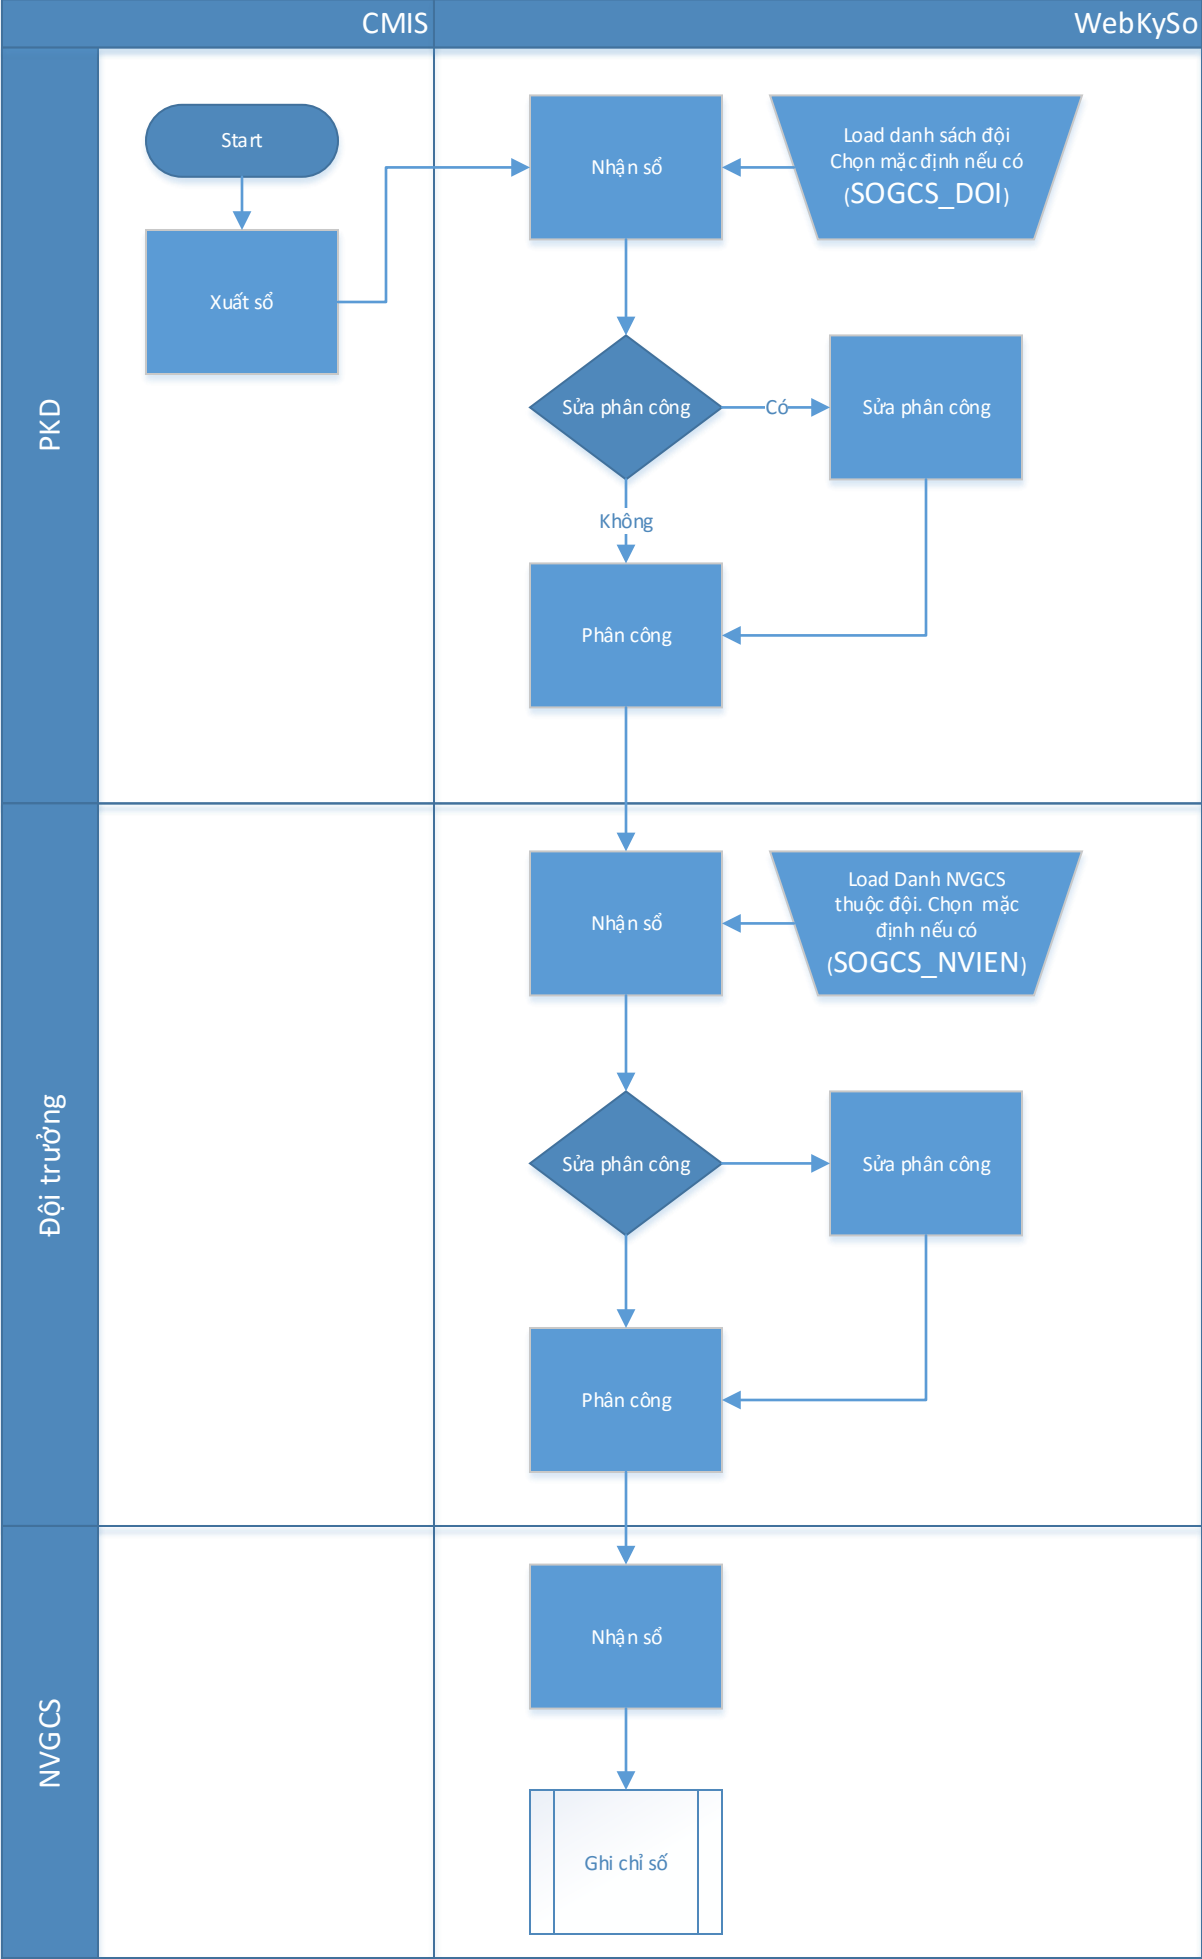 CMIS
WebKySo
PKD
Start
Xuất sổ
Nhận sổ
Load danh sách đội
Chọn mặc định nếu có
(SOGCS_DOI)
Sửa phân công
Có
Sửa phân công
Không
Phân công
Đội trưởng
Nhận sổ
Load Danh NVGCS
thuộc đội. Chọn mặc
định nếu có
(SOGCS_NVIEN)
Sửa phân công
Sửa phân công
Phân công
NVGCS
Nhận sổ
Ghi chỉ số